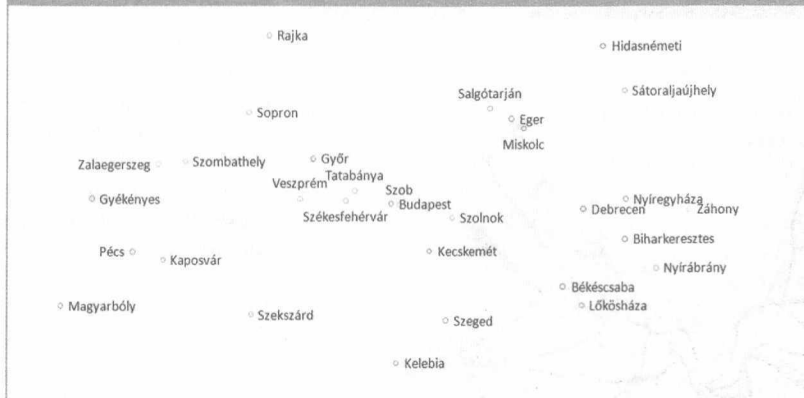 Rajka
Hidasnémeti
Sátoraljaújhely
Salgótarján
Sopron
Eger
Miskolc
Győr
Zalaegerszeg
Szombathely
Tatabánya
Veszprém
Szob
Gyékényes
Budapest
Székesfehérvár
Szolnok
Nyíregyháza
Debrecen
Záhony
Biharkeresztes
Pécs
Kaposvár
Kecskemét
Nyírábrány
Békéscsaba
Magyarbóly
Lőkösháza
Szekszárd
Szeged
Kelebia